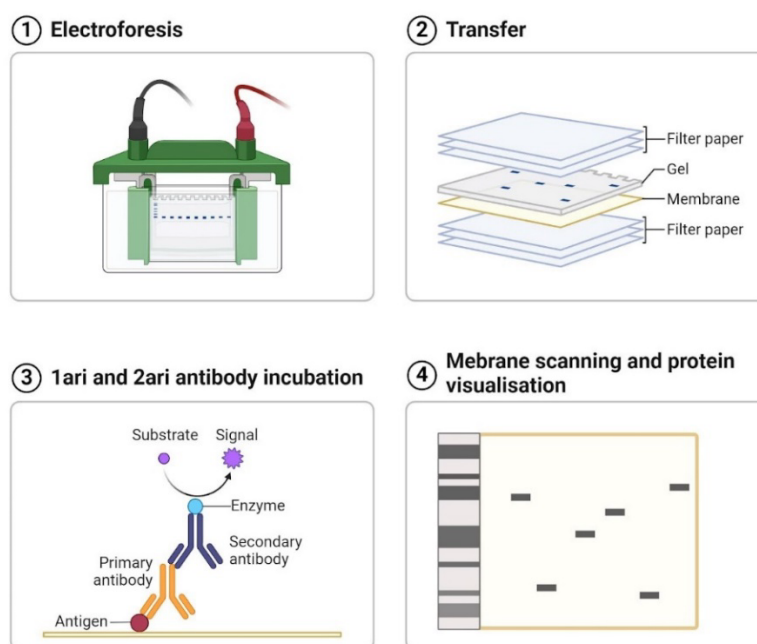 1 Electroforesis
2 Transfer
Filter paper
Gel
Membrane
Filter paper
3 1ari and 2ari antibody incubation
Substrate Signal
Enzyme
Secondary
antibody
Primary
antibody
Antigen
4 Mebrane scanning and protein
visualisation